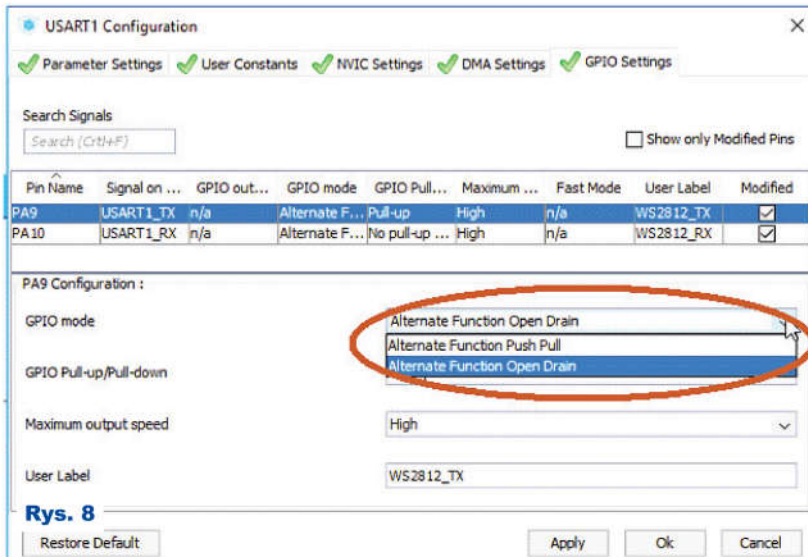 USART1 Configuration
Parameter Settings User Constants NVIC Settings DMA Settings GPIO Settings
Search Signals
Search (CrtI+F)
Show only Modified Pins
Pin Name Signal on ... GPIO out... GPIO mode GPIO Pull... Maximum ... Fast Mode User Label Modified
PA9 USART1_TX n/a Alternate F... Pull-up High n/a WS2812_TX
PA10 USART1_RX n/a Alternate F... No pull-up ... High n/a WS2812_RX
PA9 Configuration :
GPIO mode Alternate Function Open Drain
Alternate Function Push Pull
Alternate Function Open Drain
GPIO Pull-up/Pull-down
Maximum output speed High
User Label WS2812_TX
Rys. 8
Restore Default Apply Ok Cancel